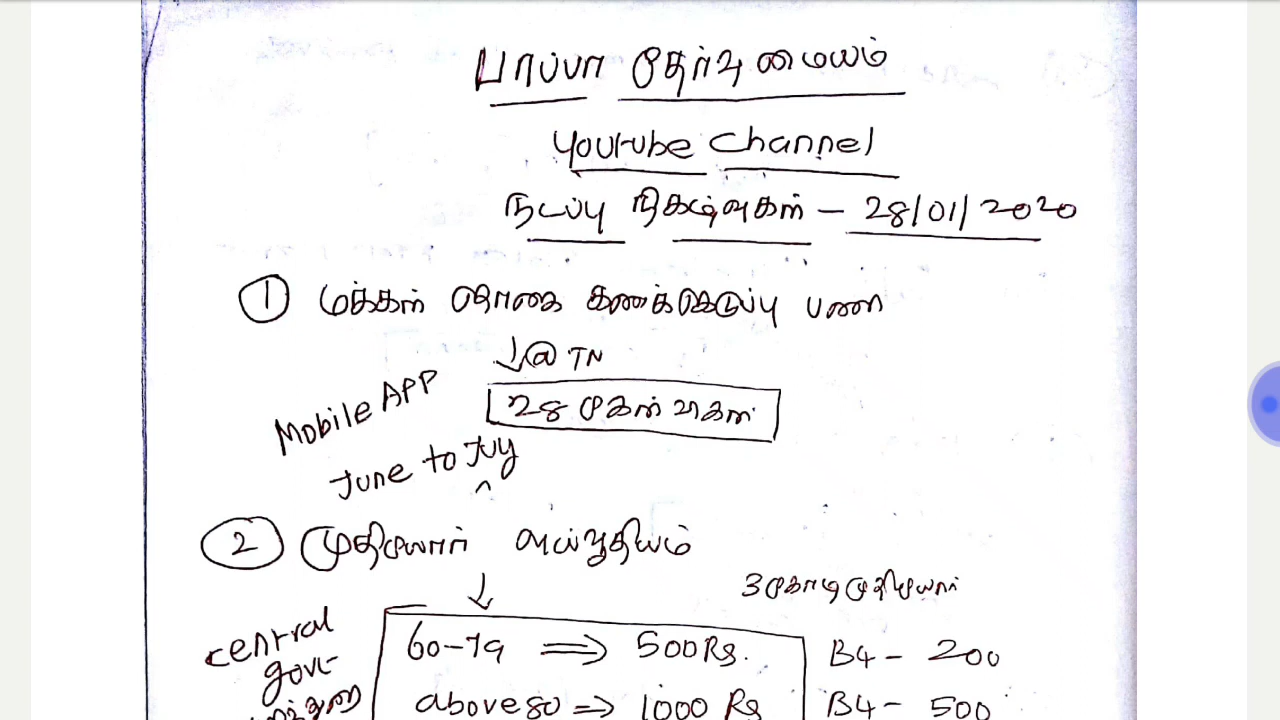 பாப்பா தேர்வு மையம்
Youtube Channel
நடப்பு நிகழ்வுகள் – 28/01/2020
① மக்கள் தொகை கணக்கெடுப்பு பணி
↓@ TN
Mobile APP
28 கேள்விகள்
June to July
② முதியோர் ஓய்வூதியம்
↓
3 கோடி முதியோர்
central
govt
60-79 ⇒ 500 Rs.
B4 - 200
above 80 ⇒ 1000 Rs
B4 - 500